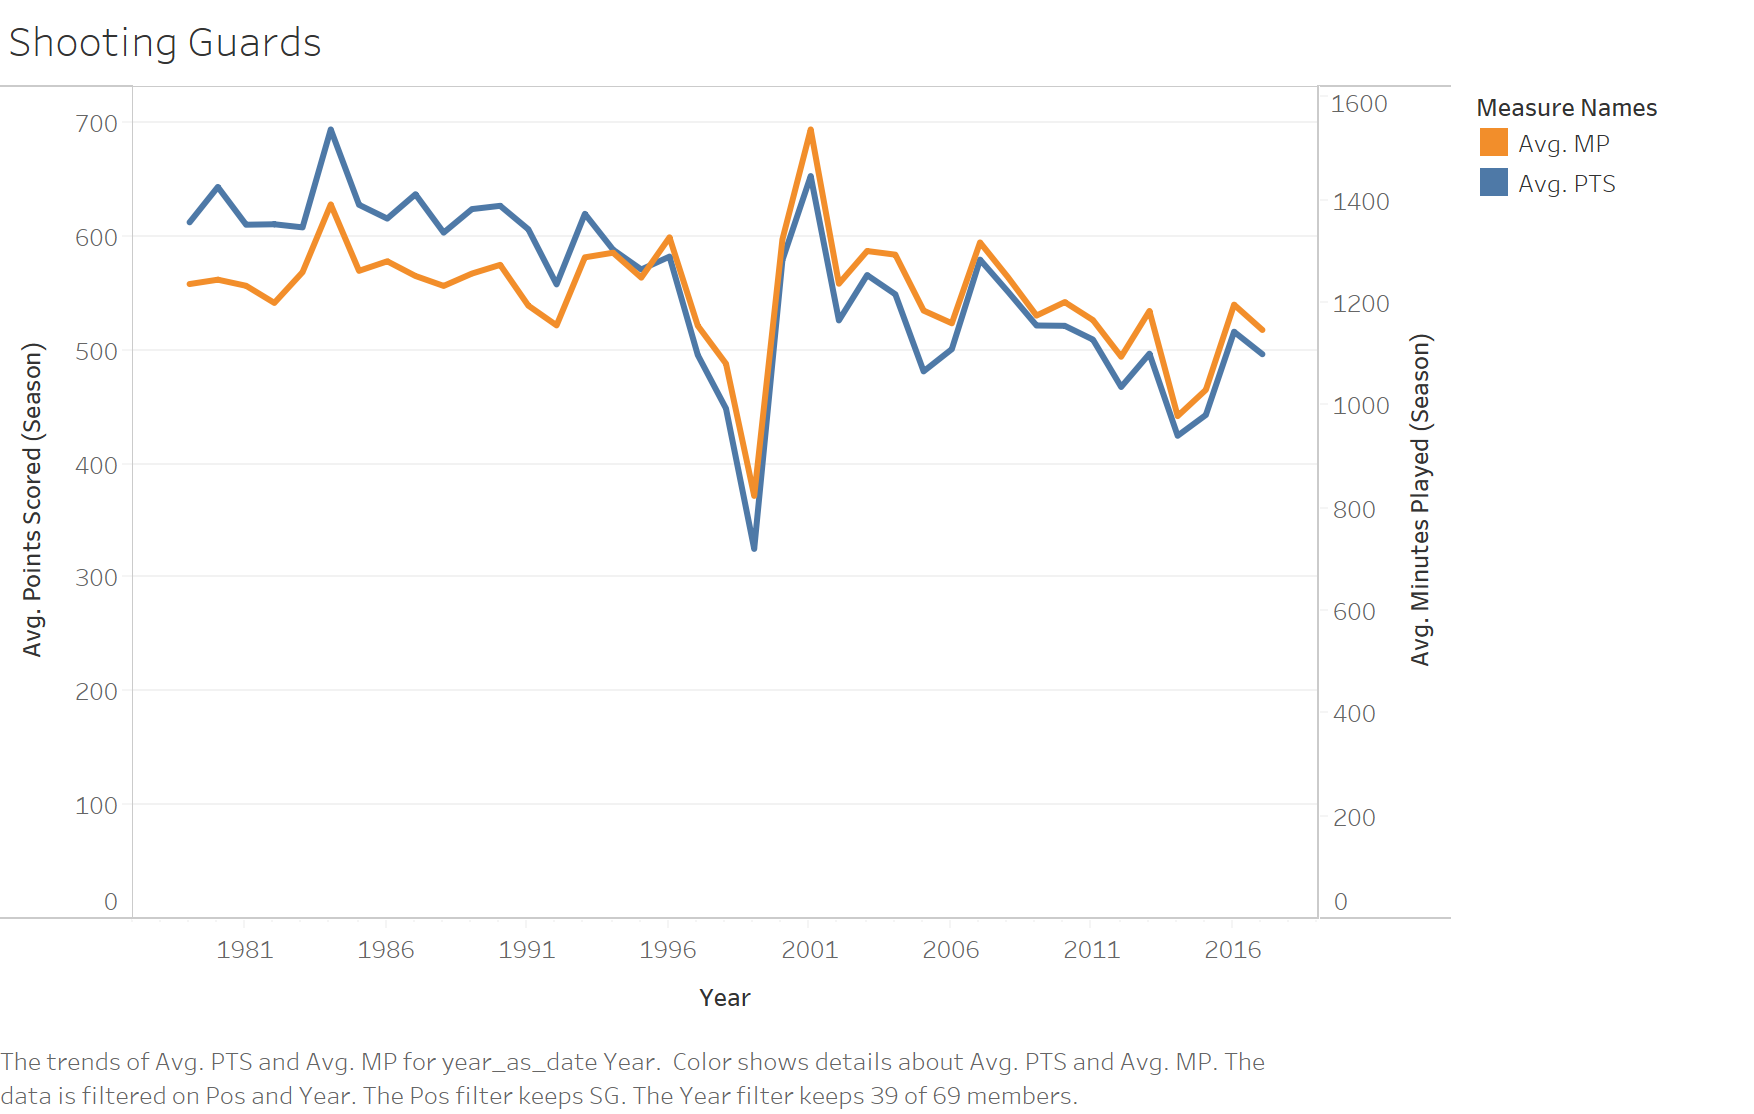 Shooting Guards
700
600
500
400
300
200
100
0
Avg. Points Scored (Season)
1600
1400
1200
1000
800
600
400
200
0
Avg. Minutes Played (Season)
1981 1986 1991 1996 2001 2006 2011 2016
Year
Measure Names
Avg. MP
Avg. PTS
The trends of Avg. PTS and Avg. MP for year_as_date Year.  Color shows details about Avg. PTS and Avg. MP. The
data is filtered on Pos and Year. The Pos filter keeps SG. The Year filter keeps 39 of 69 members.